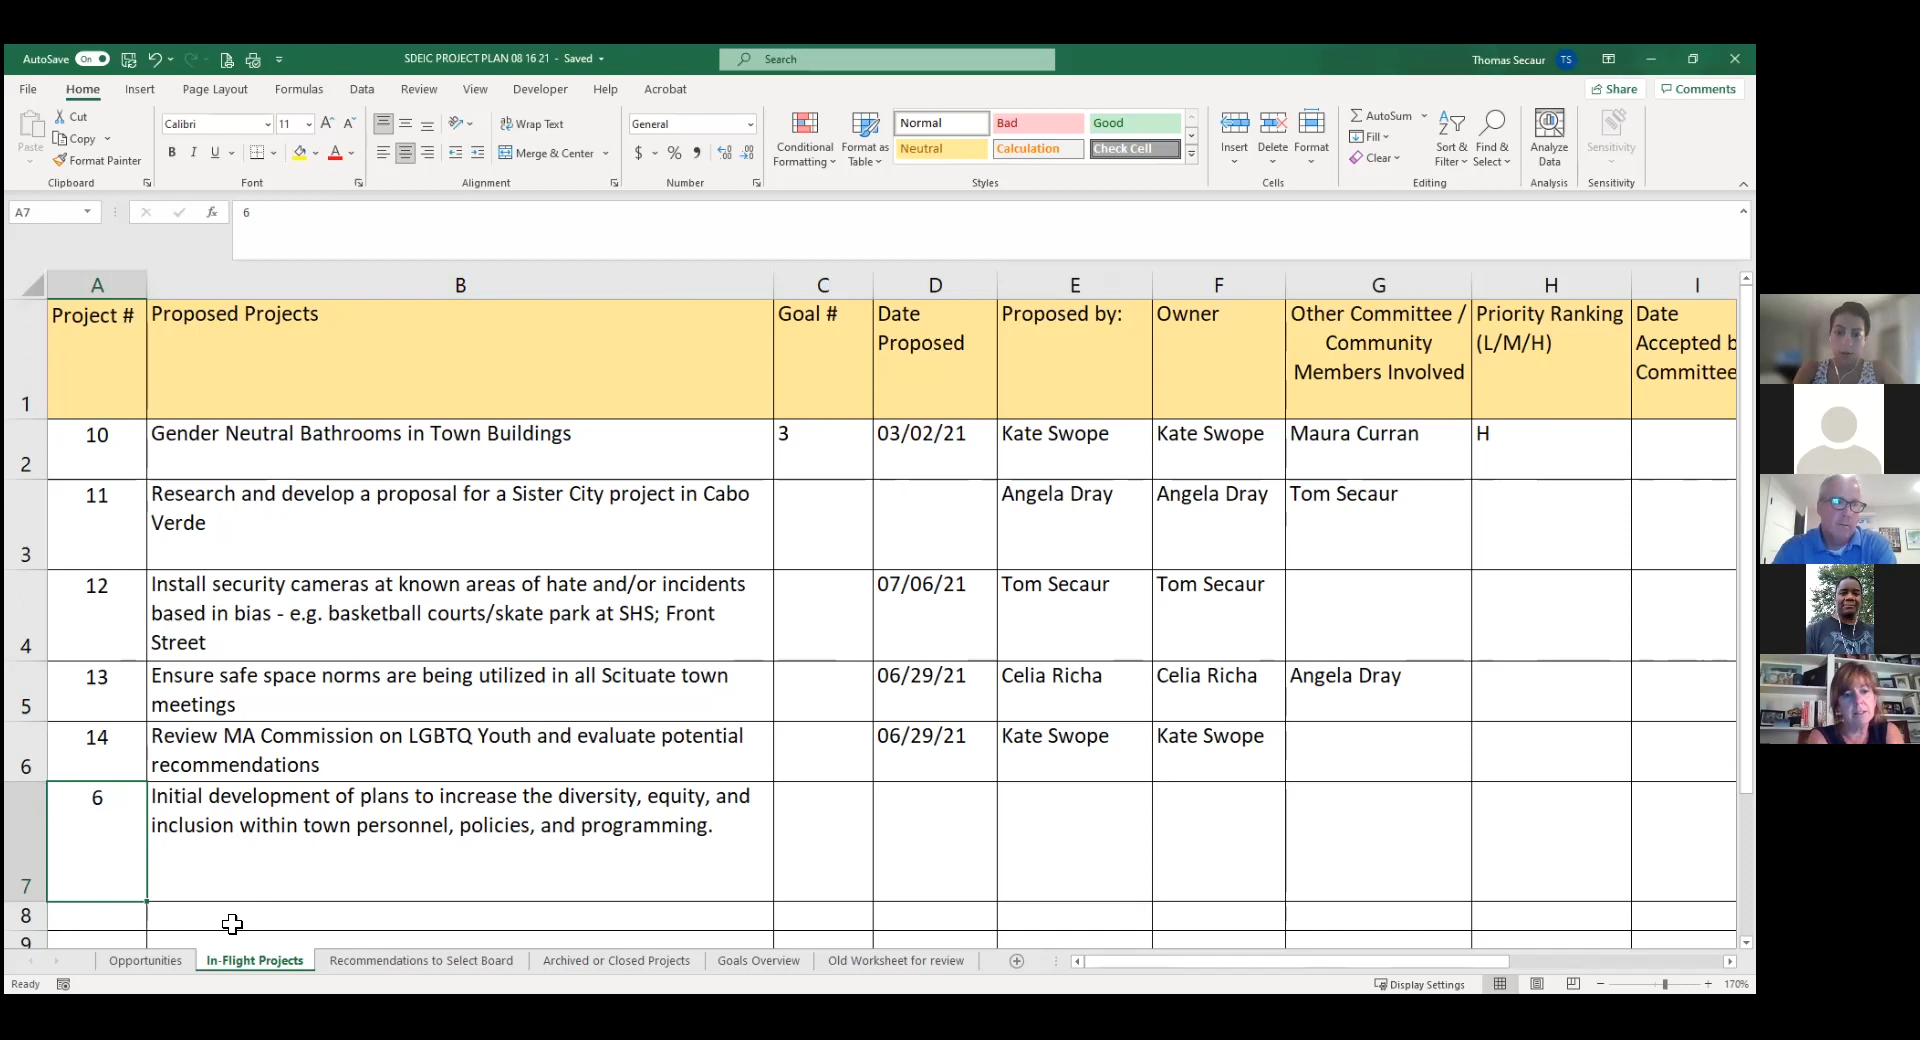 AutoSave On
SDEIC PROJECT PLAN 08 16 21 - Saved
Search
Thomas Secaur TS
File Home Insert Page Layout Formulas Data Review View Developer Help Acrobat
Share Comments
Paste
Cut
Copy
Format Painter
Clipboard
Calibri 11
B I U
Font
Wrap Text
Merge & Center
Alignment
General
$ % 9
Number
Conditional Formatting
Format as Table
Normal Bad Good
Neutral Calculation Check Cell
Styles
Insert Delete Format
Cells
AutoSum
Fill
Clear
Sort & Filter
Find & Select
Editing
Analyze Data
Analysis
Sensitivity
Sensitivity
A7 fx 6
A B C D E F G H I
1 Project # Proposed Projects Goal # Date Proposed Proposed by: Owner Other Committee / Community Members Involved Priority Ranking (L/M/H) Date Accepted b Committee
2 10 Gender Neutral Bathrooms in Town Buildings 3 03/02/21 Kate Swope Kate Swope Maura Curran H
3 11 Research and develop a proposal for a Sister City project in Cabo Verde Angela Dray Angela Dray Tom Secaur
4 12 Install security cameras at known areas of hate and/or incidents based in bias - e.g. basketball courts/skate park at SHS; Front Street 07/06/21 Tom Secaur Tom Secaur
5 13 Ensure safe space norms are being utilized in all Scituate town meetings 06/29/21 Celia Richa Celia Richa Angela Dray
6 14 Review MA Commission on LGBTQ Youth and evaluate potential recommendations 06/29/21 Kate Swope Kate Swope
7 6 Initial development of plans to increase the diversity, equity, and inclusion within town personnel, policies, and programming.
8
9
Opportunities In-Flight Projects Recommendations to Select Board Archived or Closed Projects Goals Overview Old Worksheet for review
Ready
Display Settings
170%